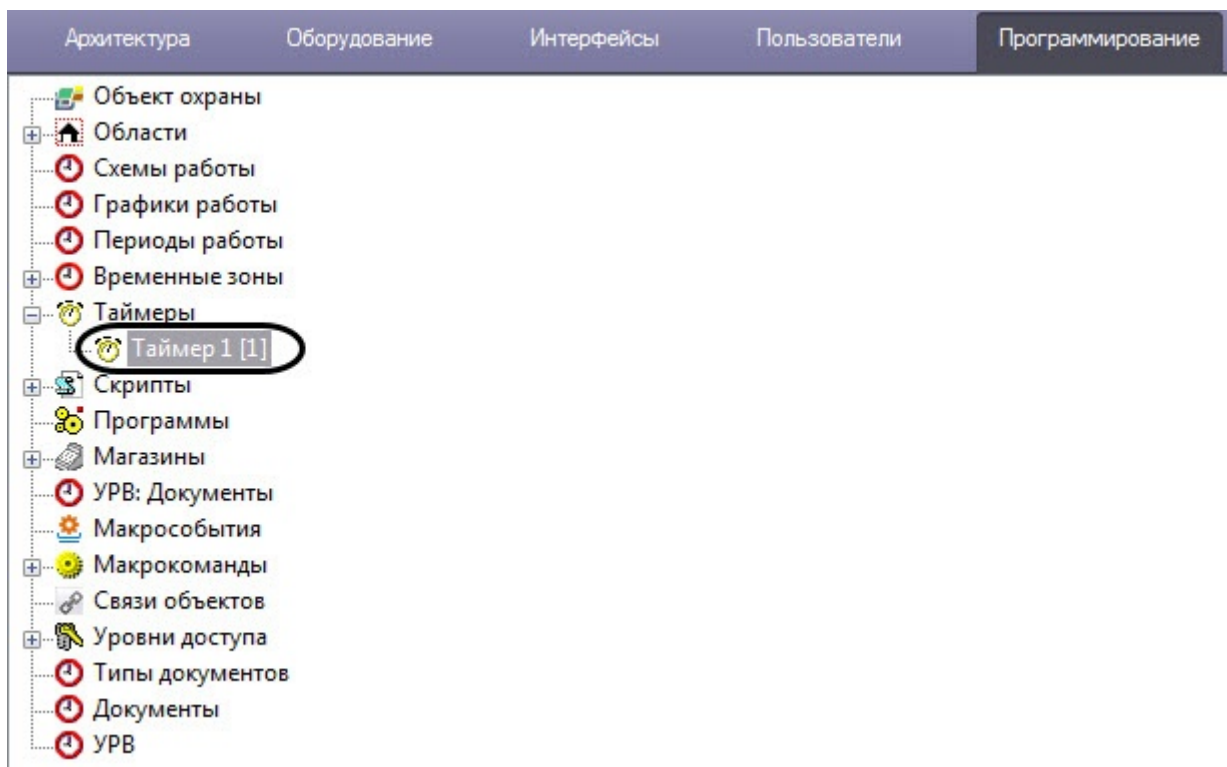 Архитектура Оборудование Интерфейсы Пользователи Программирование
Объект охраны
Области
Схемы работы
Графики работы
Периоды работы
Временные зоны
Таймеры
Таймер 1 [1]
Скрипты
Программы
Магазины
УРВ: Документы
Макрособытия
Макрокоманды
Связи объектов
Уровни доступа
Типы документов
Документы
УРВ